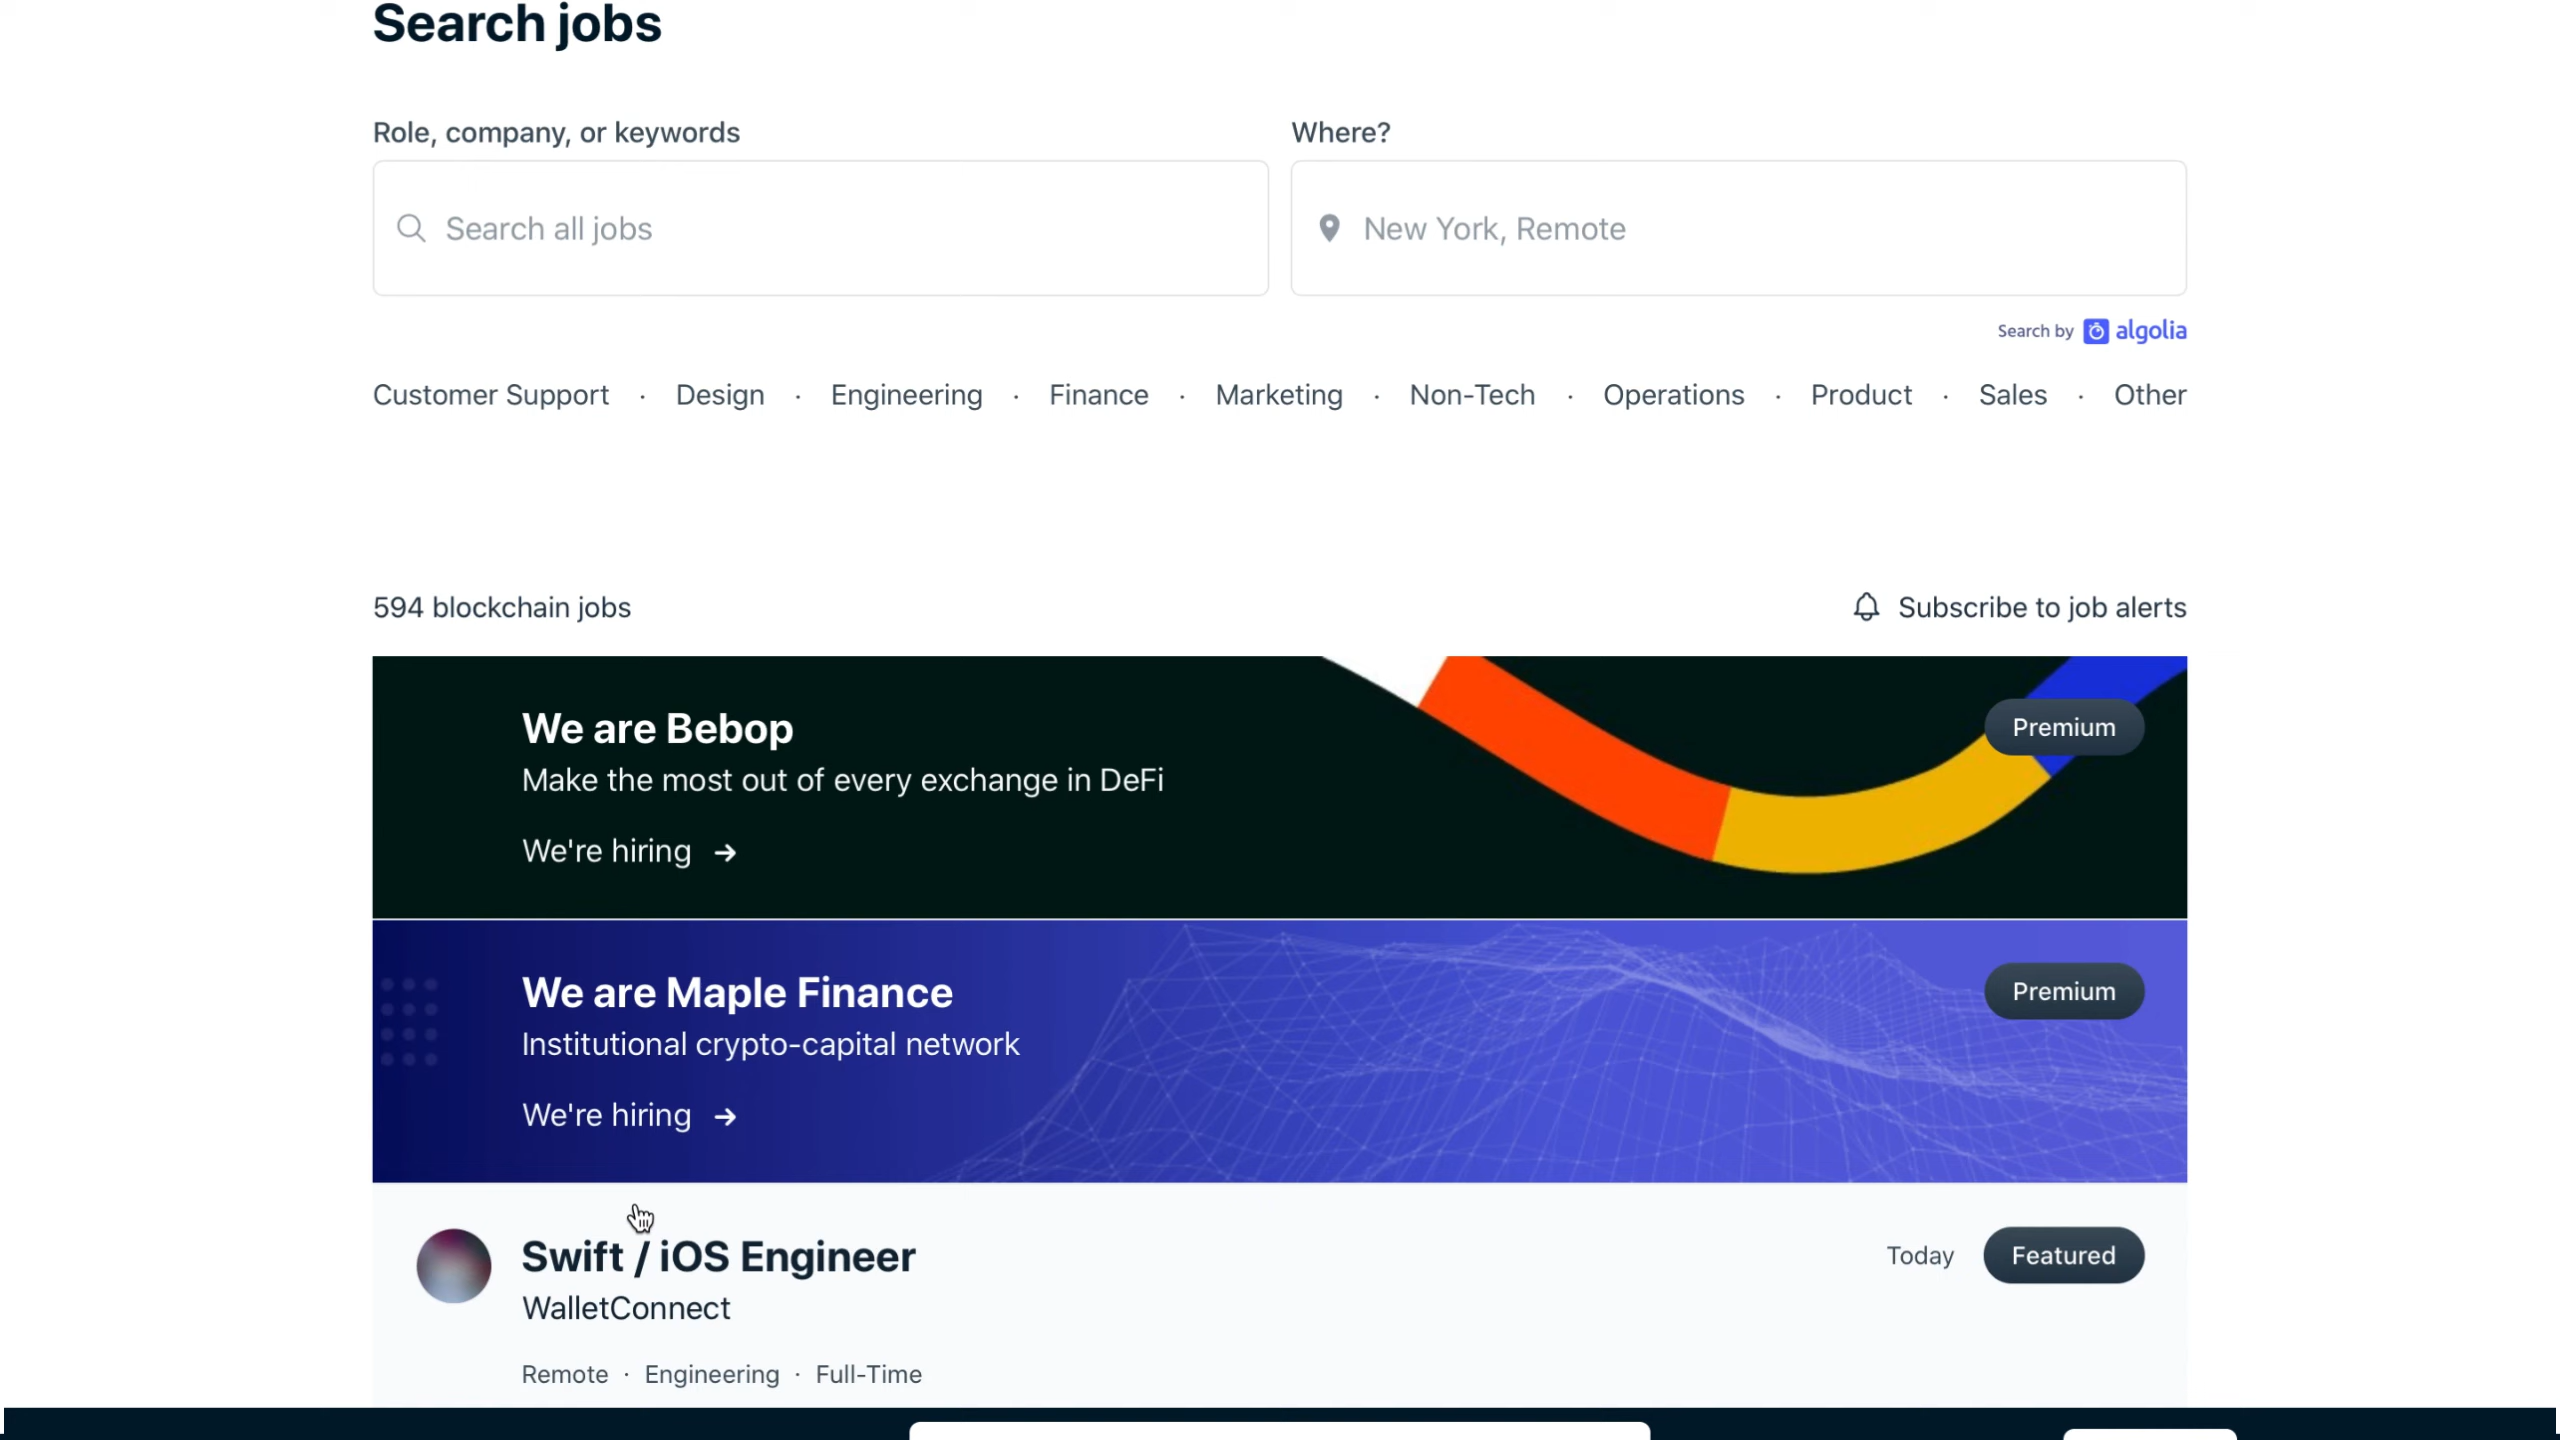 Search jobs
Role, company, or keywords
Where?
Search all jobs
New York, Remote
Search by algolia
Customer Support · Design · Engineering · Finance · Marketing · Non-Tech · Operations · Product · Sales · Other
594 blockchain jobs
Subscribe to job alerts
We are Bebop
Premium
Make the most out of every exchange in DeFi
We're hiring →
We are Maple Finance
Premium
Institutional crypto-capital network
We're hiring →
Swift / iOS Engineer
Today
Featured
WalletConnect
Remote · Engineering · Full-Time